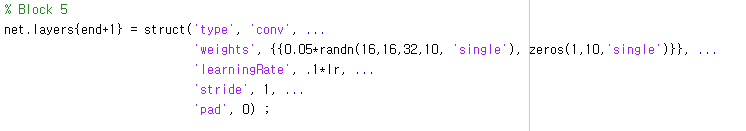 % Block 5
net.layers{end+1} = struct('type', 'conv', ...
'weights', {{0.05*randn(16,16,32,10, 'single'), zeros(1,10,'single')}}, ...
'learningRate', .1*lr, ...
'stride', 1, ...
'pad', 0) ;